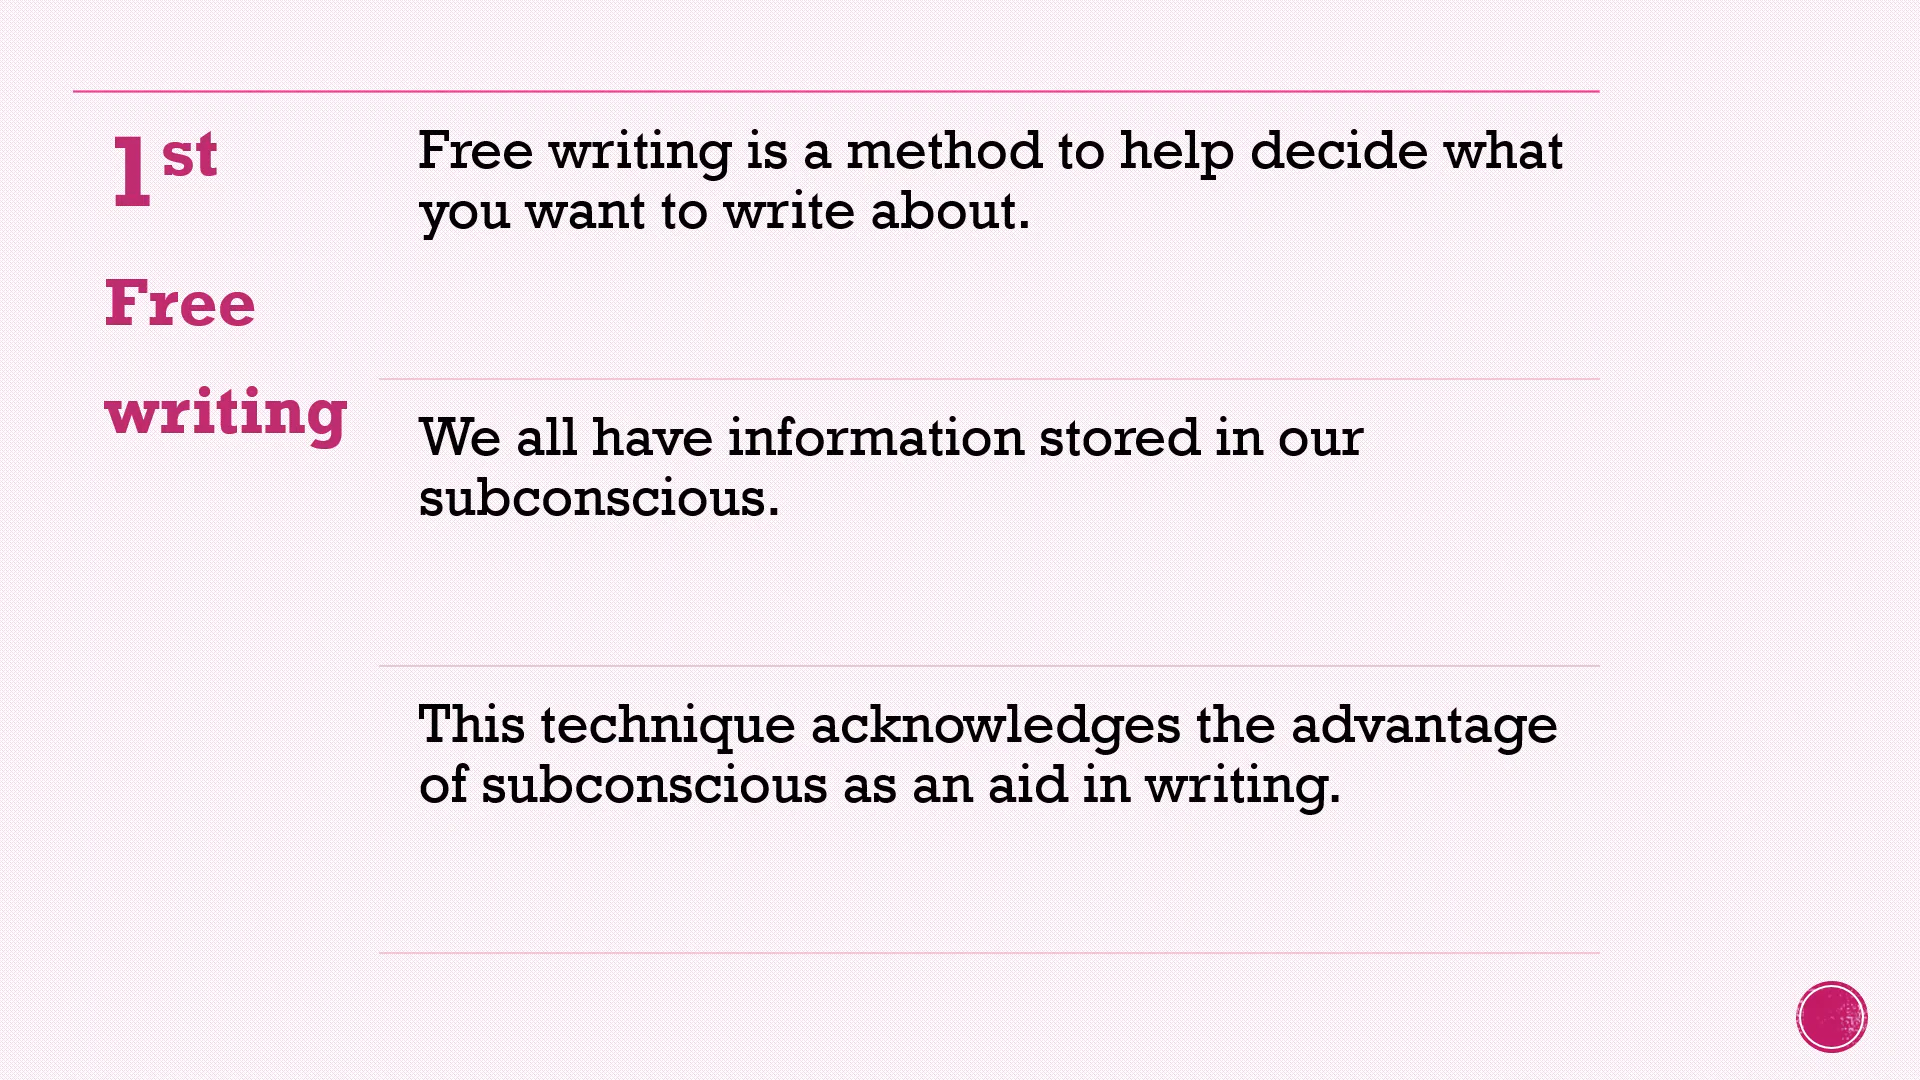 1st
Free
writing
Free writing is a method to help decide what
you want to write about.
We all have information stored in our
subconscious.
This technique acknowledges the advantage
of subconscious as an aid in writing.